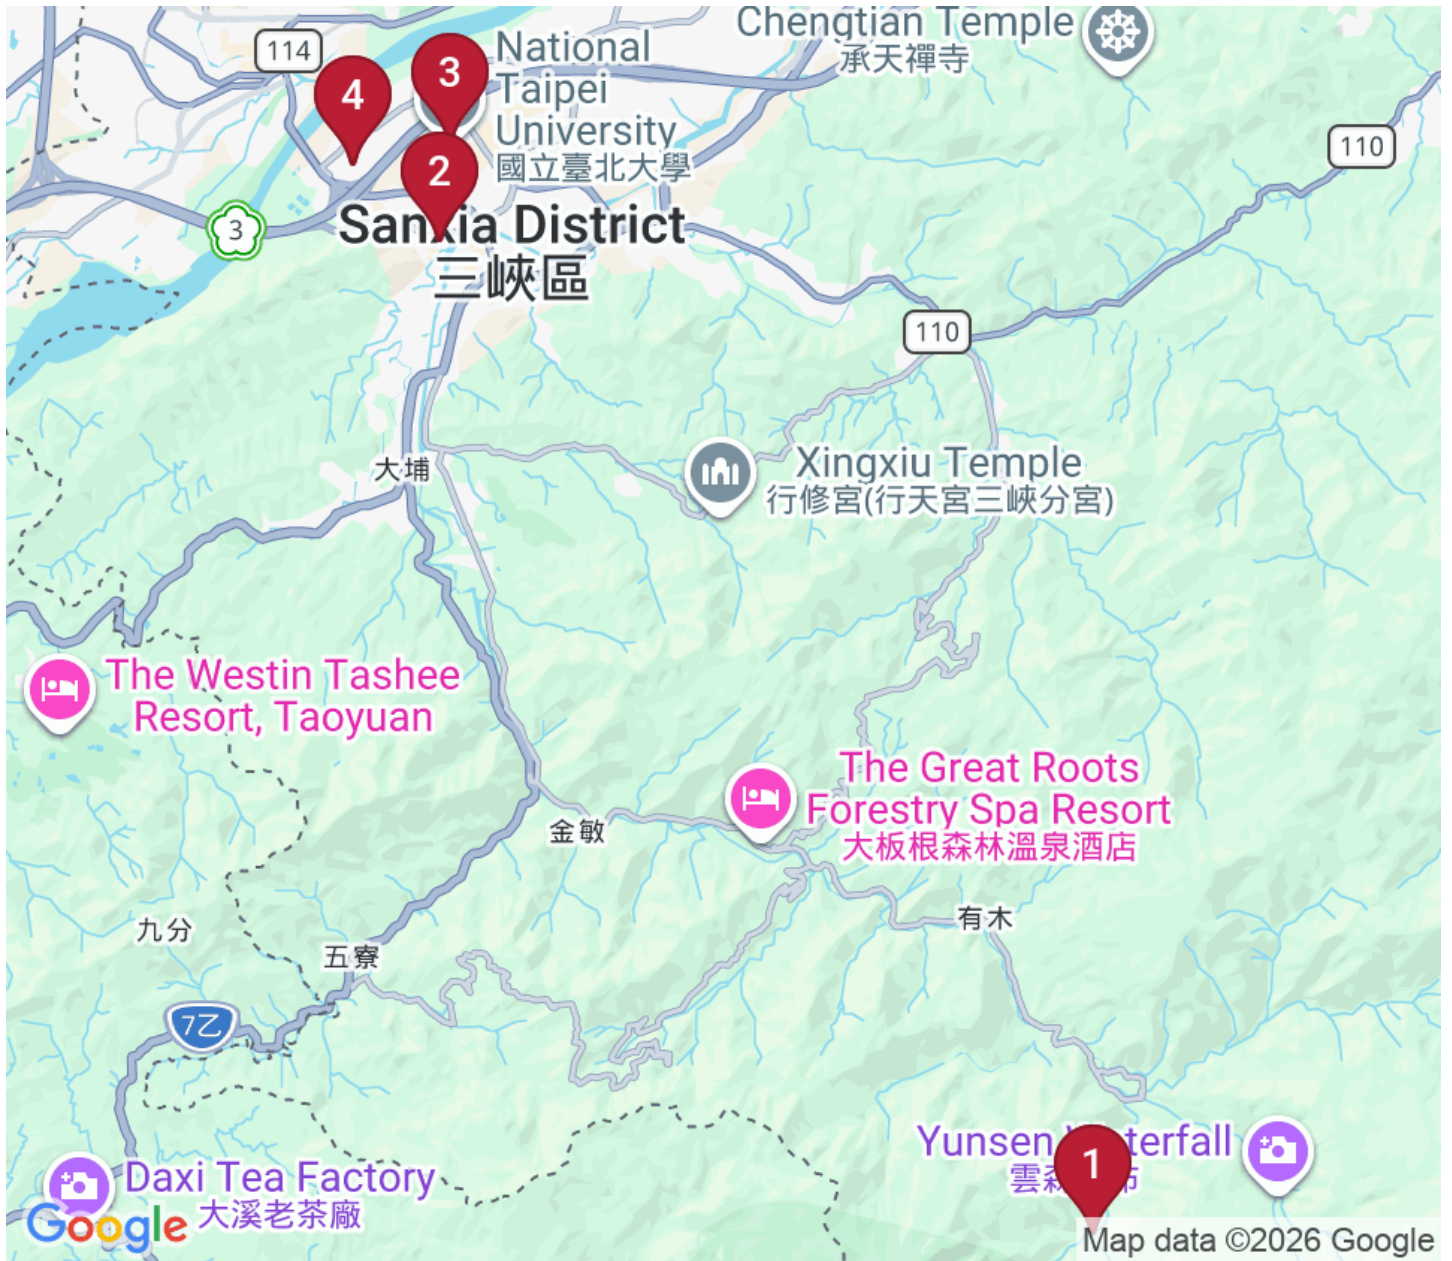 Chengtian Temple
承天禪寺
114
National
Taipei
University
國立臺北大學
4
3
2
110
3
Sanxia District
三峽區
110
大埔
Xingxiu Temple
行修宮(行天宮三峽分宮)
The Westin Tashee
Resort, Taoyuan
The Great Roots
Forestry Spa Resort
大板根森林溫泉酒店
金敏
九分
五寮
有木
7乙
Yunsen
1
Daxi Tea Factory
大溪老茶廠
Google
Map data ©2026 Google